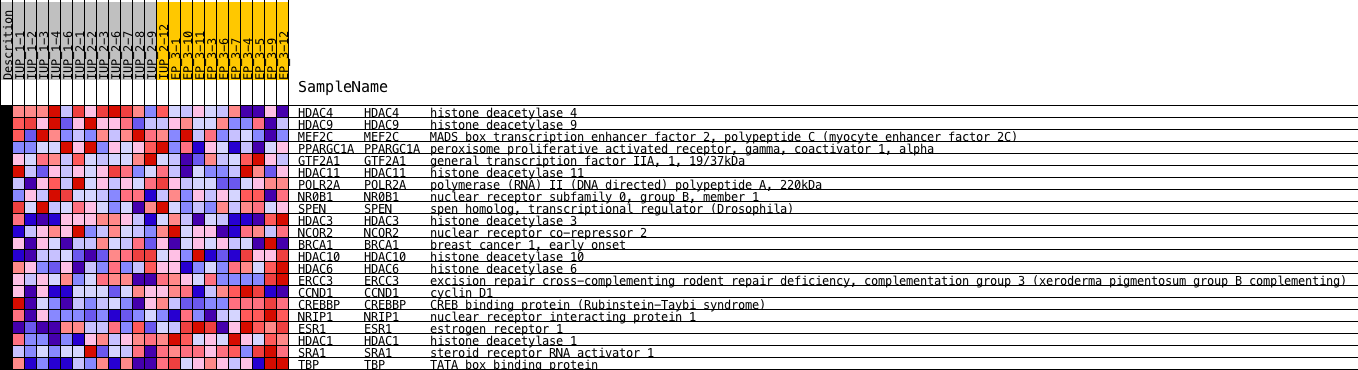 Descrition
IUP_1-1
IUP_1-2
IUP_1-3
IUP_1-4
IUP_1-6
IUP_2-1
IUP_2-2
IUP_2-3
IUP_2-6
IUP_2-7
IUP_2-8
IUP_2-9
IUP_2-12
EP_3-1
EP_3-10
EP_3-11
EP_3-3
EP_3-6
EP_3-7
EP_3-4
EP_3-5
EP_3-9
EP_3-12
SampleName
HDAC4 HDAC4 histone deacetylase 4
HDAC9 HDAC9 histone deacetylase 9
MEF2C MEF2C MADS box transcription enhancer factor 2, polypeptide C (myocyte enhancer factor 2C)
PPARGC1A PPARGC1A peroxisome proliferative activated receptor, gamma, coactivator 1, alpha
GTF2A1 GTF2A1 general transcription factor IIA, 1, 19/37kDa
HDAC11 HDAC11 histone deacetylase 11
POLR2A POLR2A polymerase (RNA) II (DNA directed) polypeptide A, 220kDa
NR0B1 NR0B1 nuclear receptor subfamily 0, group B, member 1
SPEN SPEN spen homolog, transcriptional regulator (Drosophila)
HDAC3 HDAC3 histone deacetylase 3
NCOR2 NCOR2 nuclear receptor co-repressor 2
BRCA1 BRCA1 breast cancer 1, early onset
HDAC10 HDAC10 histone deacetylase 10
HDAC6 HDAC6 histone deacetylase 6
ERCC3 ERCC3 excision repair cross-complementing rodent repair deficiency, complementation group 3 (xeroderma pigmentosum group B complementing)
CCND1 CCND1 cyclin D1
CREBBP CREBBP CREB binding protein (Rubinstein-Taybi syndrome)
NRIP1 NRIP1 nuclear receptor interacting protein 1
ESR1 ESR1 estrogen receptor 1
HDAC1 HDAC1 histone deacetylase 1
SRA1 SRA1 steroid receptor RNA activator 1
TBP TBP TATA box binding protein